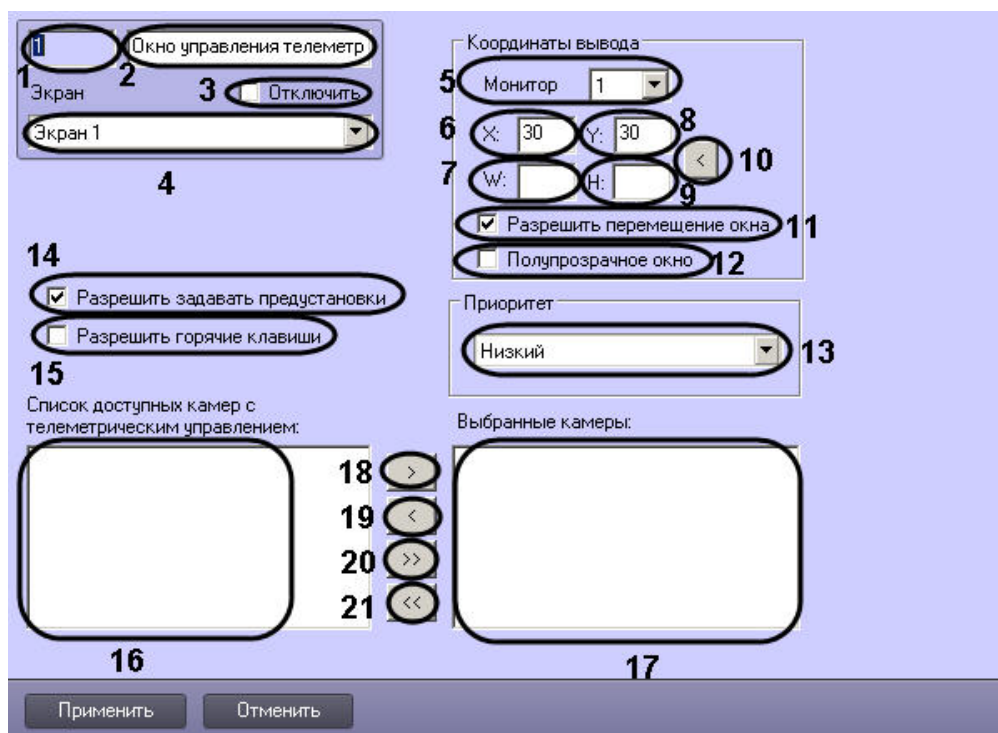 1 Окно управления телеметр
1 2
Экран 3 Отключить
Экран 1
4
Координаты вывода
5 Монитор 1
6 X: 30 Y: 30 8
7 W: H: 9 < 10
Разрешить перемещение окна 11
Полупрозрачное окно 12
14
Разрешить задавать предустановки
Разрешить горячие клавиши
15
Приоритет
Низкий 13
Список доступных камер с
телеметрическим управлением:
Выбранные камеры:
18 >
19 <
20 >>
21 <<
16
17
Применить Отменить